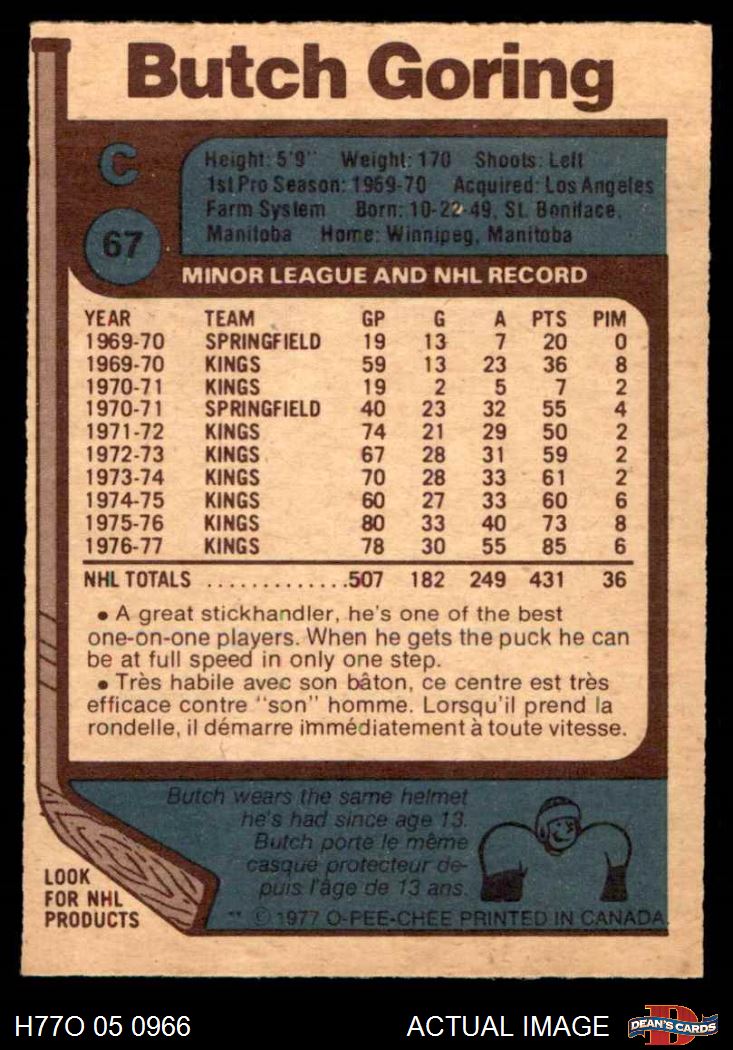 Butch Goring
C
67
Height: 5'9" Weight: 170 Shoots: Left
1st Pro Season: 1969-70 Acquired: Los Angeles
Farm System Born: 10-22-49, St. Boniface,
Manitoba Home: Winnipeg, Manitoba
MINOR LEAGUE AND NHL RECORD
YEAR TEAM GP G A PTS PIM
1969-70 SPRINGFIELD 19 13 7 20 0
1969-70 KINGS 59 13 23 36 8
1970-71 KINGS 19 2 5 7 2
1970-71 SPRINGFIELD 40 23 32 55 4
1971-72 KINGS 74 21 29 50 2
1972-73 KINGS 67 28 31 59 2
1973-74 KINGS 70 28 33 61 2
1974-75 KINGS 60 27 33 60 6
1975-76 KINGS 80 33 40 73 8
1976-77 KINGS 78 30 55 85 6
NHL TOTALS .............507 182 249 431 36
• A great stickhandler, he's one of the best
one-on-one players. When he gets the puck he can
be at full speed in only one step.
• Très habile avec son bâton, ce centre est très
efficace contre "son" homme. Lorsqu'il prend la
rondelle, il démarre immédiatement à toute vitesse.
Butch wears the same helmet
he's had since age 13.
Butch porte le même
casque protecteur de-
puis l'âge de 13 ans.
LOOK
FOR NHL
PRODUCTS
** © 1977 O-PEE-CHEE PRINTED IN CANADA
H77O 05 0966
ACTUAL IMAGE
D
DEAN'S CARDS